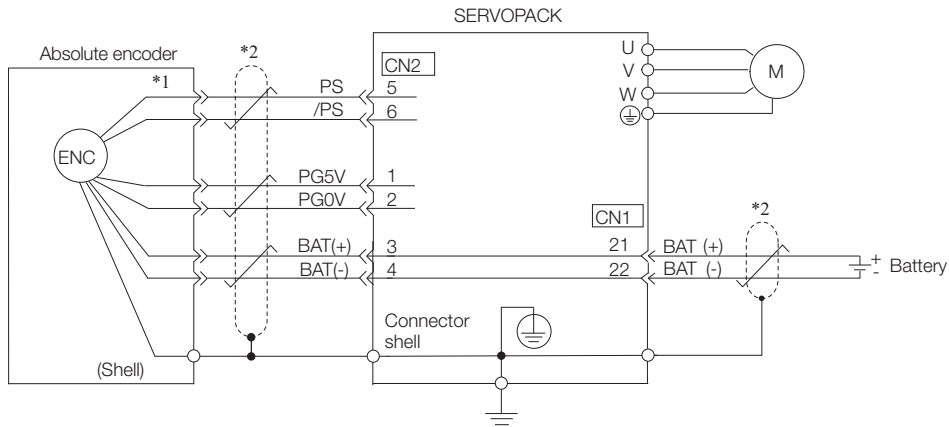 SERVOPACK
Absolute encoder
*2
*1
CN2
U
V
W
M
PS
5
/PS
6
ENC
PG5V
1
PG0V
2
CN1
*2
BAT(+)
3
21
BAT (+)
BAT(-)
4
22
BAT (-)
+
-
Battery
Connector
shell
(Shell)